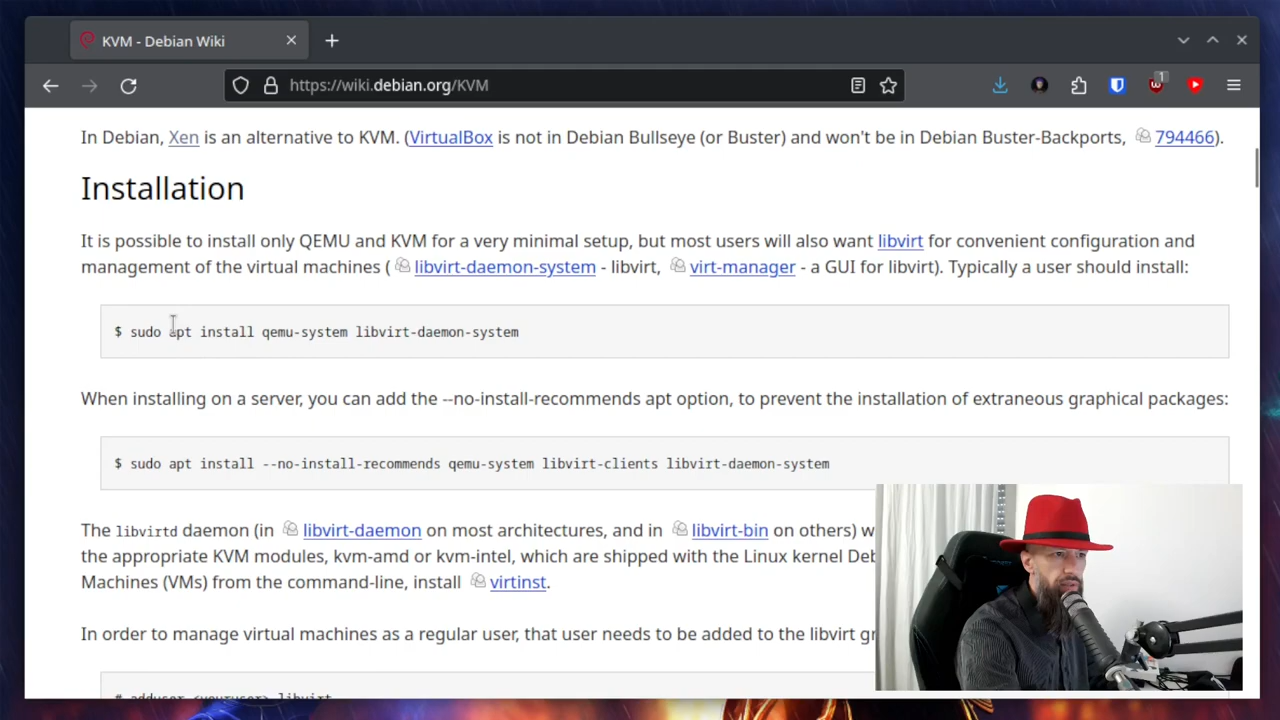 KVM - Debian Wiki
https://wiki.debian.org/KVM
1
In Debian, Xen is an alternative to KVM. (VirtualBox is not in Debian Bullseye (or Buster) and won't be in Debian Buster-Backports, 794466).
Installation
It is possible to install only QEMU and KVM for a very minimal setup, but most users will also want libvirt for convenient configuration and
management of the virtual machines ( libvirt-daemon-system - libvirt, virt-manager - a GUI for libvirt). Typically a user should install:
$ sudo apt install qemu-system libvirt-daemon-system
When installing on a server, you can add the --no-install-recommends apt option, to prevent the installation of extraneous graphical packages:
$ sudo apt install --no-install-recommends qemu-system libvirt-clients libvirt-daemon-system
The libvirtd daemon (in libvirt-daemon on most architectures, and in libvirt-bin on others) w
the appropriate KVM modules, kvm-amd or kvm-intel, which are shipped with the Linux kernel Deb
Machines (VMs) from the command-line, install virtinst.
In order to manage virtual machines as a regular user, that user needs to be added to the libvirt gr
# adduser <youruser> libvirt